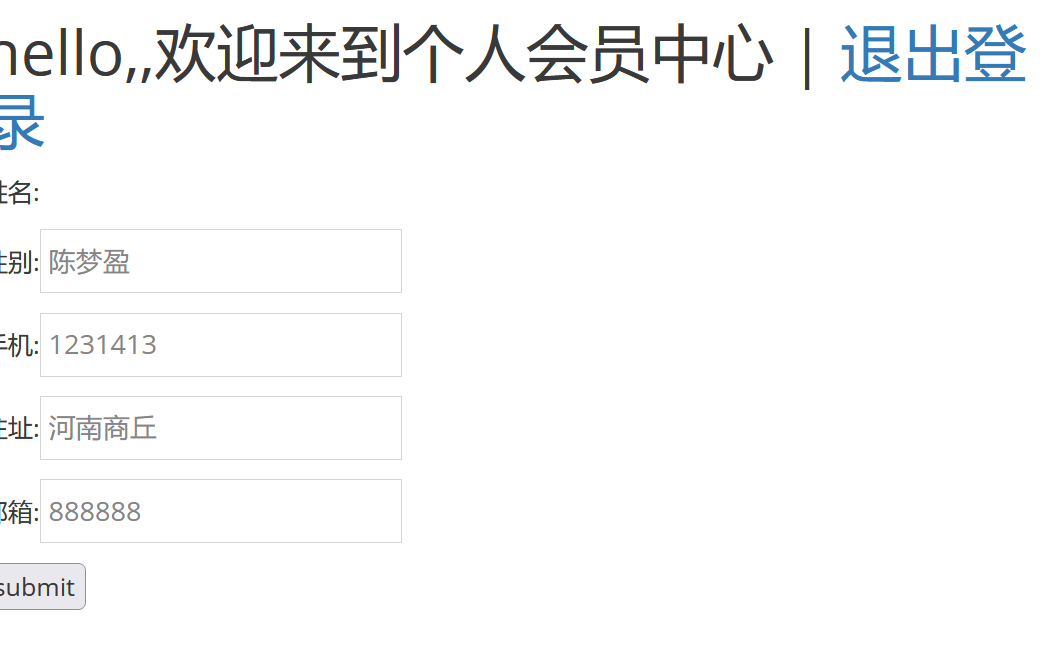 hello,,欢迎来到个人会员中心 | 退出登
录
姓名:
性别: 陈梦盈
手机: 1231413
住址: 河南商丘
邮箱: 888888
submit